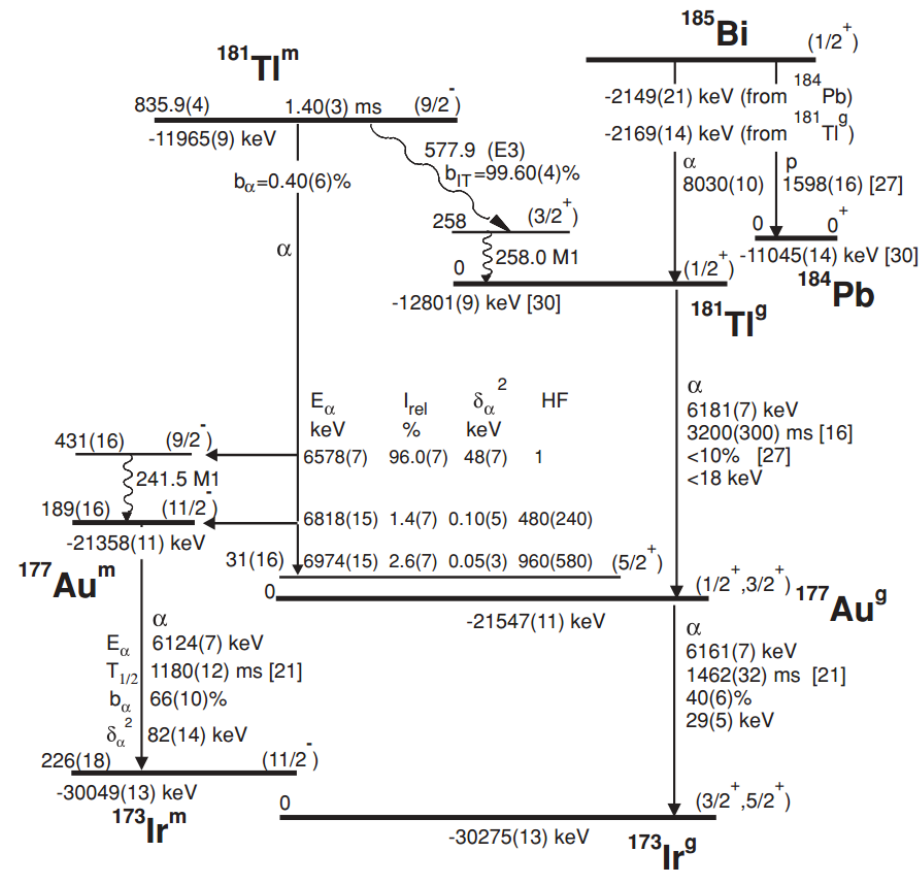 185Bi
(1/2+)
181Tlm
835.9(4) 1.40(3) ms (9/2-)
-11965(9) keV
-2149(21) keV (from 184Pb)
-2169(14) keV (from 181Tlg)
577.9 (E3)
bIT=99.60(4)%
bα=0.40(6)%
α
8030(10)
p
1598(16) [27]
258 (3/2+)
258.0 M1
0 0+
-11045(14) keV [30]
184Pb
α
0 (1/2+)
-12801(9) keV [30]
181Tlg
Eα Irel δα2 HF
keV % keV
α
6181(7) keV
3200(300) ms [16]
<10% [27]
<18 keV
431(16) (9/2-)
6578(7) 96.0(7) 48(7) 1
241.5 M1
189(16) (11/2-)
6818(15) 1.4(7) 0.10(5) 480(240)
-21358(11) keV
177Aum
31(16) 6974(15) 2.6(7) 0.05(3) 960(580) (5/2+)
0 (1/2+,3/2+) 177Aug
-21547(11) keV
α
Eα 6124(7) keV
T1/2 1180(12) ms [21]
bα 66(10)%
δα2 82(14) keV
α
6161(7) keV
1462(32) ms [21]
40(6)%
29(5) keV
226(18) (11/2-)
-30049(13) keV
173Irm
0 (3/2+,5/2+)
-30275(13) keV
173Irg